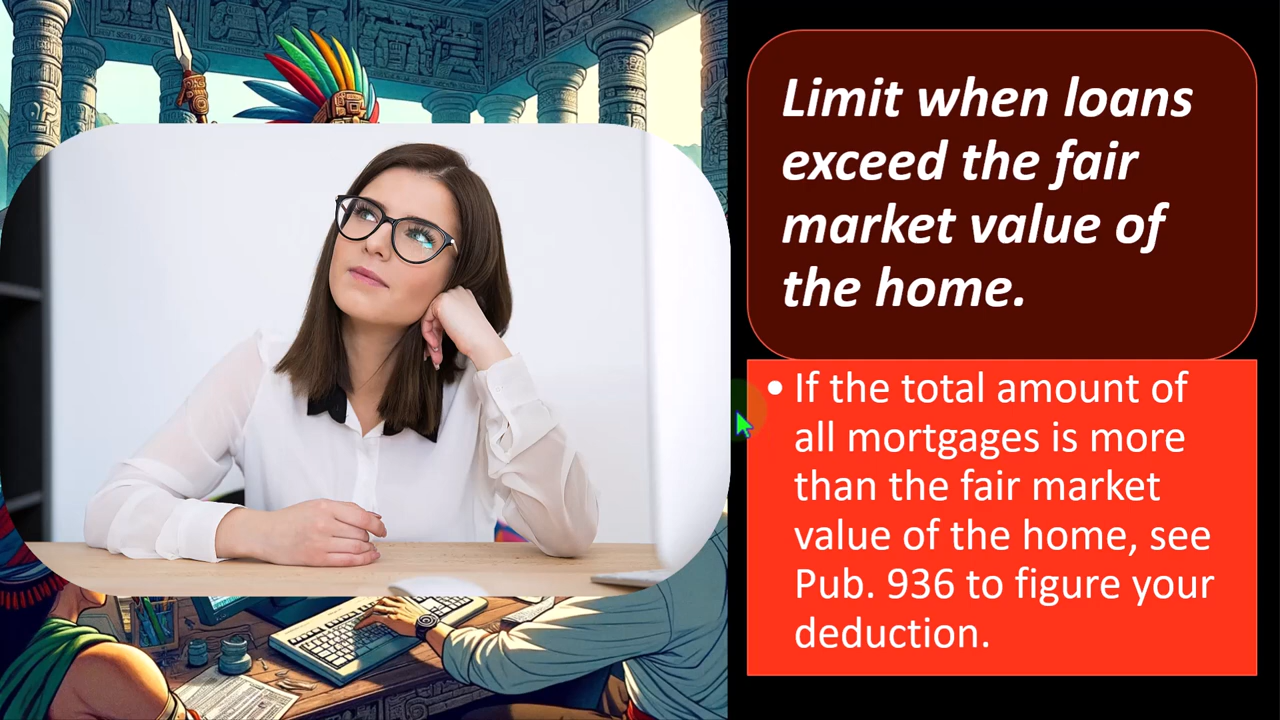 Limit when loans
exceed the fair
market value of
the home.
• If the total amount of
all mortgages is more
than the fair market
value of the home, see
Pub. 936 to figure your
deduction.